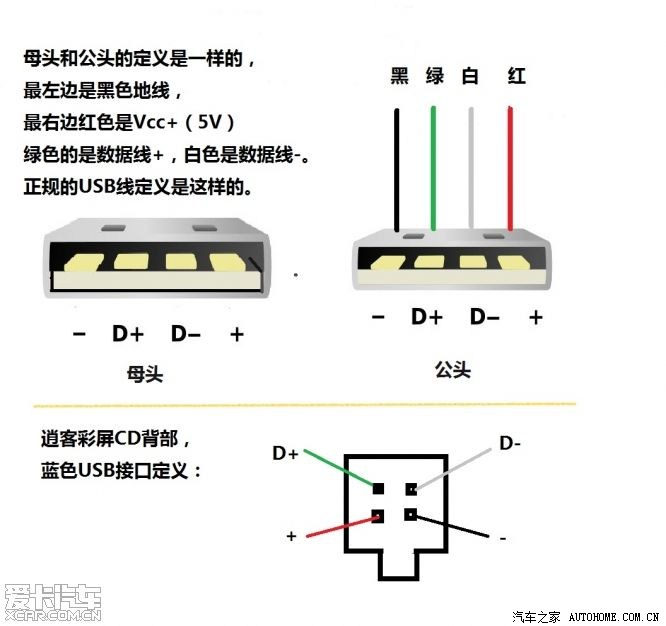 母头和公头的定义是一样的，
最左边是黑色地线，
最右边红色是Vcc+（5V）
绿色的是数据线+，白色是数据线-。
正规的USB线定义是这样的。
黑 绿 白 红
− D+ D− +
母头
− D+ D− +
公头
逍客彩屏CD背部，
蓝色USB接口定义：
D+
D-
+
-
爱卡汽车
XCAR.COM.CN
汽车之家 AUTOHOME.COM.CN